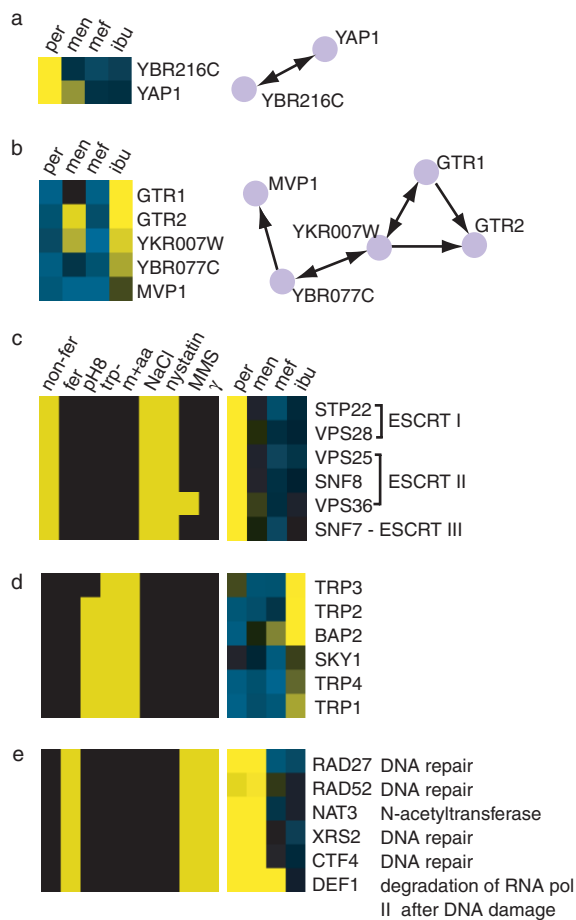 a
per men mef ibu
YBR216C
YAP1
YAP1
YBR216C
b
per men mef ibu
GTR1
GTR2
YKR007W
YBR077C
MVP1
MVP1
GTR1
YKR007W
GTR2
YBR077C
c
non-fer fer pH8 trp- m+aa NaCl nystatin MMS γ
per men mef ibu
STP22
VPS28
ESCRT I
VPS25
SNF8
VPS36
ESCRT II
SNF7 - ESCRT III
d
TRP3
TRP2
BAP2
SKY1
TRP4
TRP1
e
RAD27 DNA repair
RAD52 DNA repair
NAT3 N-acetyltransferase
XRS2 DNA repair
CTF4 DNA repair
DEF1 degradation of RNA pol
II after DNA damage